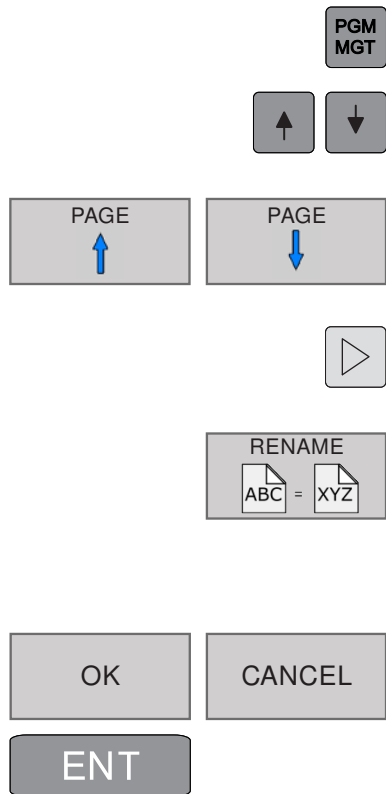 PGM
MGT
PAGE
PAGE
RENAME
ABC = XYZ
OK
CANCEL
ENT